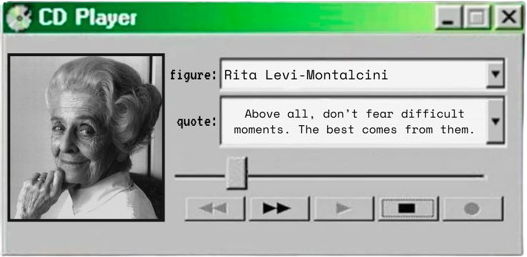 CD Player
figure: Rita Levi-Montalcini
quote: Above all, don't fear difficult
moments. The best comes from them.